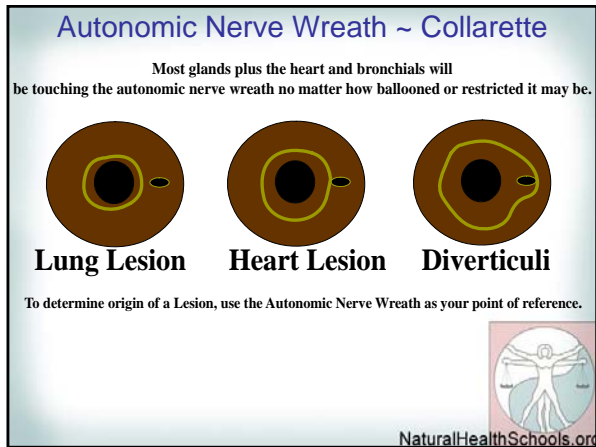 Autonomic Nerve Wreath ~ Collarette
Most glands plus the heart and bronchials will
be touching the autonomic nerve wreath no matter how ballooned or restricted it may be.
Lung Lesion Heart Lesion Diverticuli
To determine origin of a Lesion, use the Autonomic Nerve Wreath as your point of reference.
NaturalHealthSchools.org